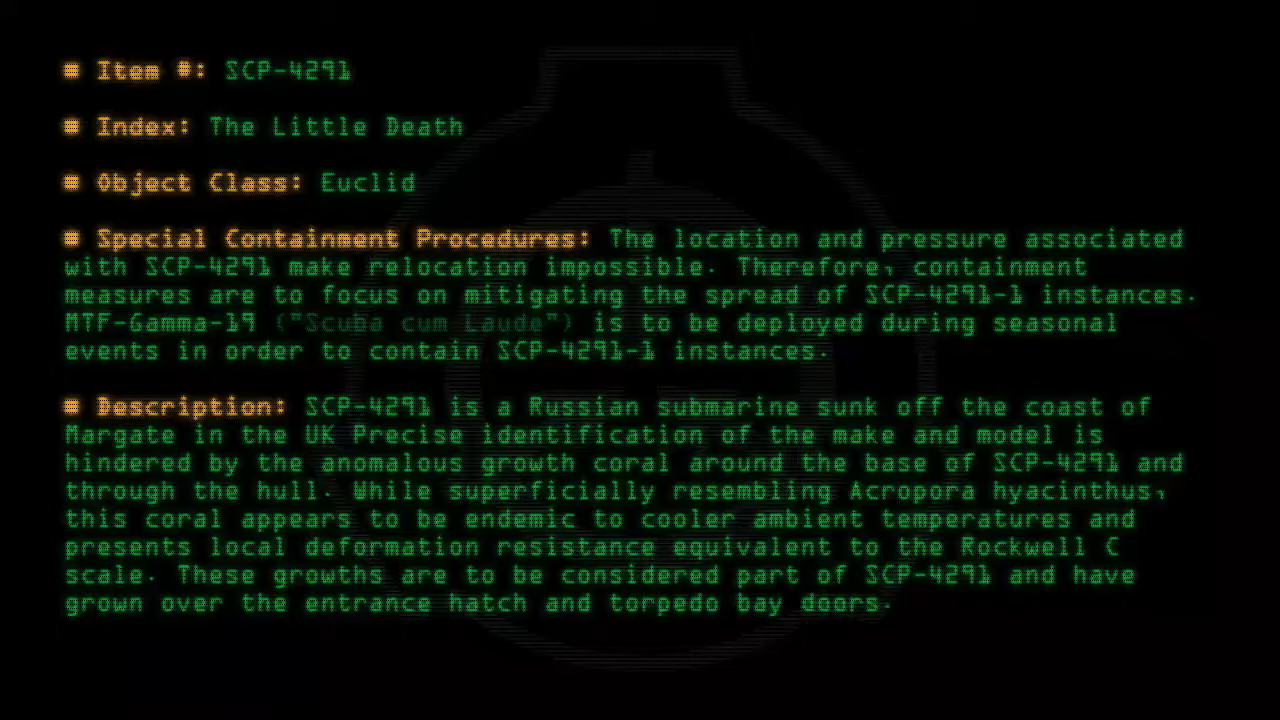 ■ Item #: SCP-4291
■ Index: The Little Death
■ Object Class: Euclid
■ Special Containment Procedures: The location and pressure associated
with SCP-4291 make relocation impossible. Therefore, containment
measures are to focus on mitigating the spread of SCP-4291-1 instances.
MTF-Gamma-19 ("Scuba cum Laude") is to be deployed during seasonal
events in order to contain SCP-4291-1 instances.
■ Description: SCP-4291 is a Russian submarine sunk off the coast of
Margate in the UK Precise identification of the make and model is
hindered by the anomalous growth coral around the base of SCP-4291 and
through the hull. While superficially resembling Acropora hyacinthus,
this coral appears to be endemic to cooler ambient temperatures and
presents local deformation resistance equivalent to the Rockwell C
scale. These growths are to be considered part of SCP-4291 and have
grown over the entrance hatch and torpedo bay doors.